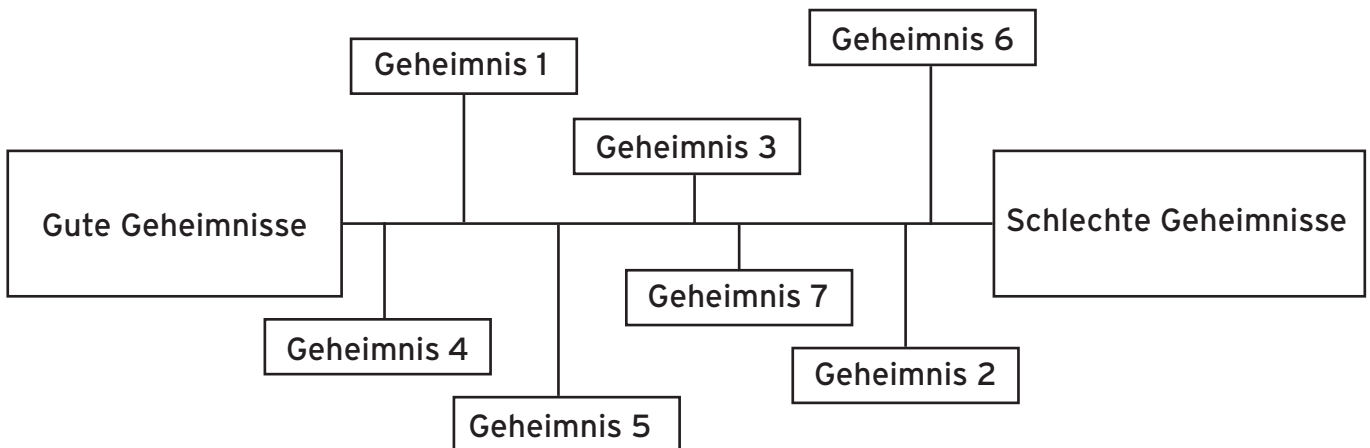 Geheimnis 6
Geheimnis 1
Geheimnis 3
Gute Geheimnisse
Schlechte Geheimnisse
Geheimnis 7
Geheimnis 4
Geheimnis 2
Geheimnis 5